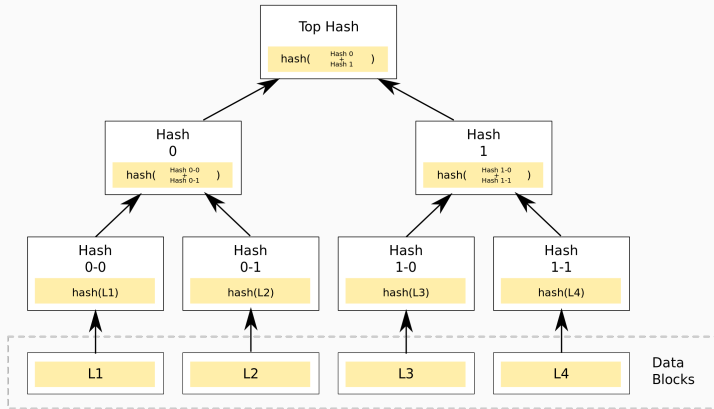 Top Hash
hash( Hash 0 + Hash 1 )
Hash
0
hash( Hash 0-0 + Hash 0-1 )
Hash
1
hash( Hash 1-0 + Hash 1-1 )
Hash
0-0
hash(L1)
Hash
0-1
hash(L2)
Hash
1-0
hash(L3)
Hash
1-1
hash(L4)
L1
L2
L3
L4
Data
Blocks